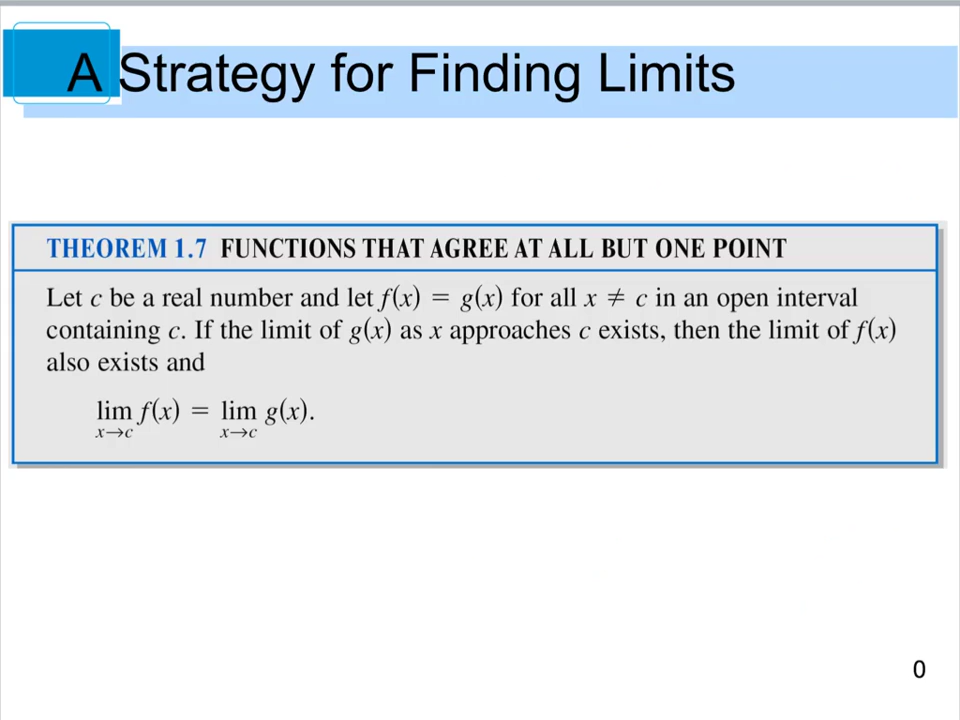 A Strategy for Finding Limits
THEOREM 1.7 FUNCTIONS THAT AGREE AT ALL BUT ONE POINT
Let c be a real number and let f(x) = g(x) for all x ≠ c in an open interval
containing c. If the limit of g(x) as x approaches c exists, then the limit of f(x)
also exists and
lim f(x) = lim g(x).
x→c x→c
0